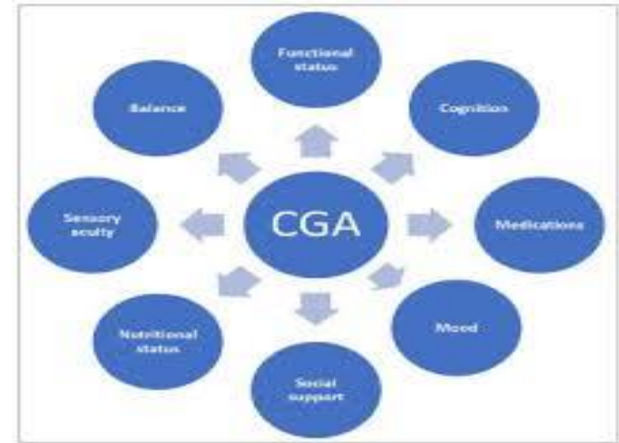 Functional
status
Balance
Cognition
Sensory
acuity
CGA
Medications
Nutritional
status
Mood
Social
support